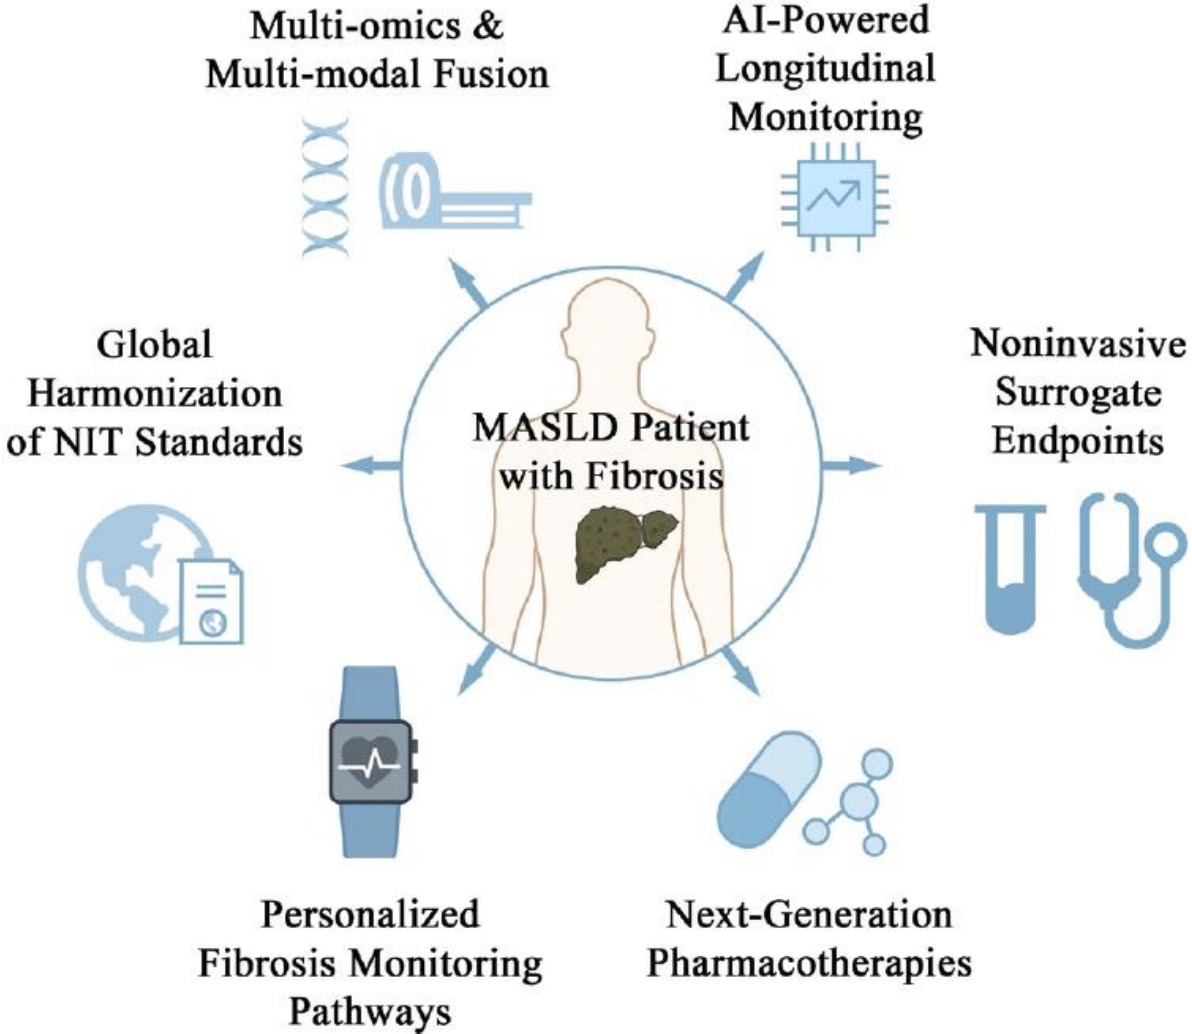 Multi-omics &
Multi-modal Fusion
AI-Powered
Longitudinal
Monitoring
Global
Harmonization
of NIT Standards
MASLD Patient
with Fibrosis
Noninvasive
Surrogate
Endpoints
Personalized
Fibrosis Monitoring
Pathways
Next-Generation
Pharmacotherapies